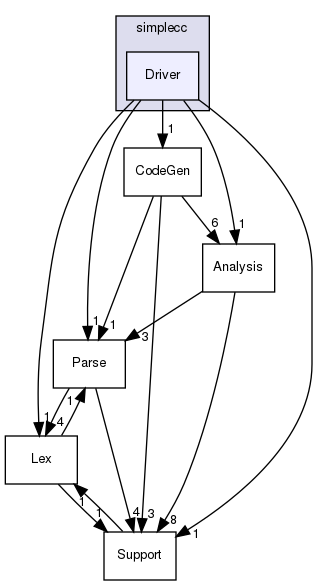 simplecc
Driver
1
CodeGen
6
1
Analysis
1
1
3
Parse
1
1
4
Lex
1
1
4
3
8
1
Support